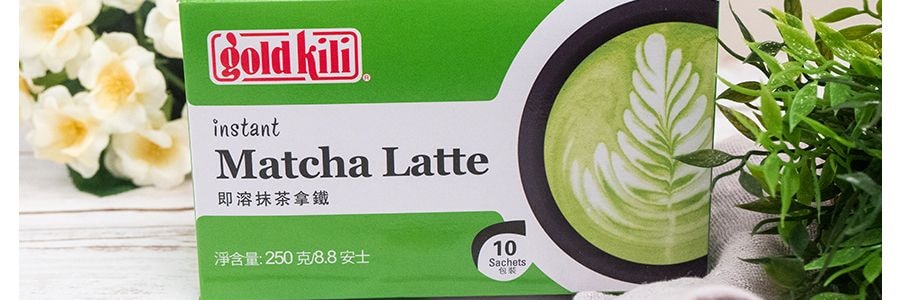 gold kili
instant
Matcha Latte
即溶抹茶拿鐵
淨含量: 250 克/8.8 安士
10
Sachets
包裝